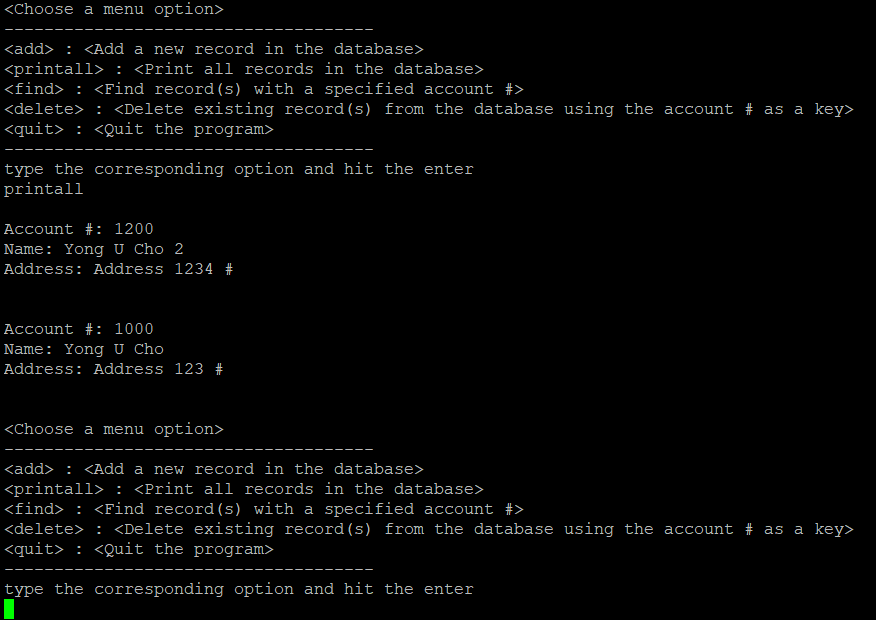 <Choose a menu option>
-------------------------------------
<add> : <Add a new record in the database>
<printall> : <Print all records in the database>
<find> : <Find record(s) with a specified account #>
<delete> : <Delete existing record(s) from the database using the account # as a key>
<quit> : <Quit the program>
-------------------------------------
type the corresponding option and hit the enter
printall
Account #: 1200
Name: Yong U Cho 2
Address: Address 1234 #
Account #: 1000
Name: Yong U Cho
Address: Address 123 #
<Choose a menu option>
-------------------------------------
<add> : <Add a new record in the database>
<printall> : <Print all records in the database>
<find> : <Find record(s) with a specified account #>
<delete> : <Delete existing record(s) from the database using the account # as a key>
<quit> : <Quit the program>
-------------------------------------
type the corresponding option and hit the enter